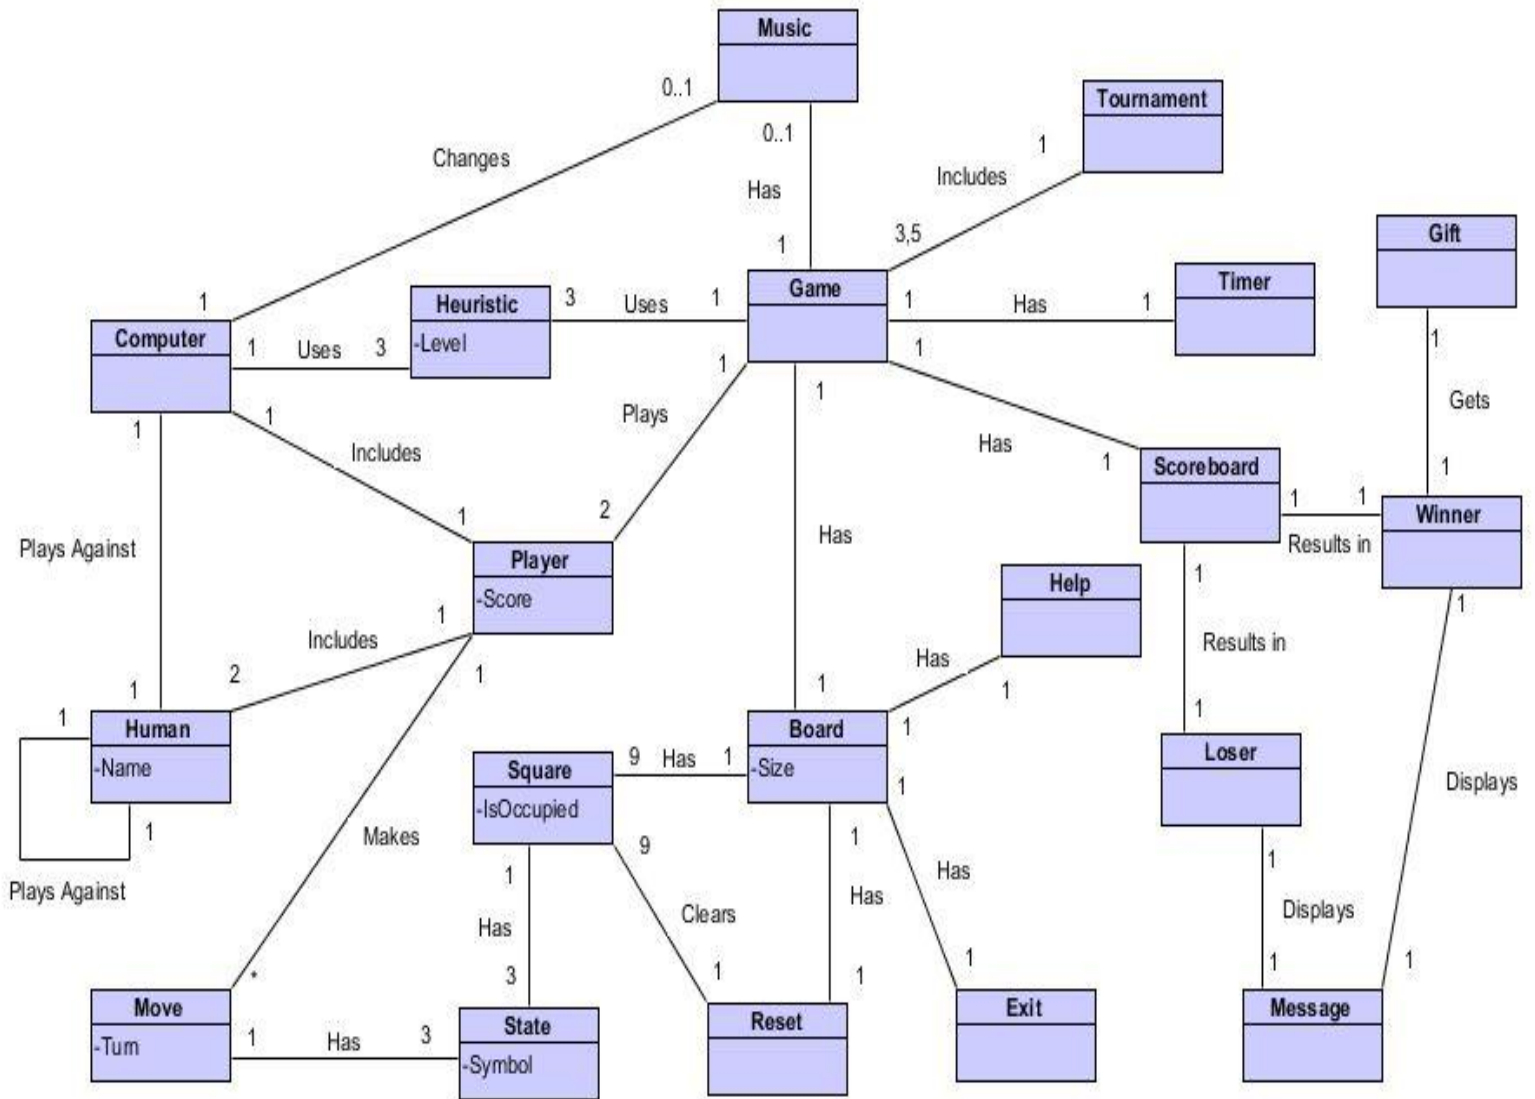 Music
0..1
Tournament
0..1
1
Changes
Includes
Has
3,5
Gift
1
Game
Timer
1
Heuristic
3
Uses
1
1
Has
1
Computer
-Level
1
Uses
3
1
1
1
1
1
1
Plays
Gets
Includes
Has
1
Scoreboard
1
1
1
1
2
Winner
Plays Against
Has
Results in
Player
-Score
1
Help
1
1
Includes
Results in
2
1
Has
1
1
1
1
1
1
Human
-Name
Square
-IsOccupied
9
Has
1
Board
-Size
Loser
1
Displays
1
Makes
9
1
Plays Against
1
Has
1
Has
Clears
Has
Displays
*
3
1
1
1
1
1
Move
-Turn
1
Has
3
State
-Symbol
Reset
Exit
Message